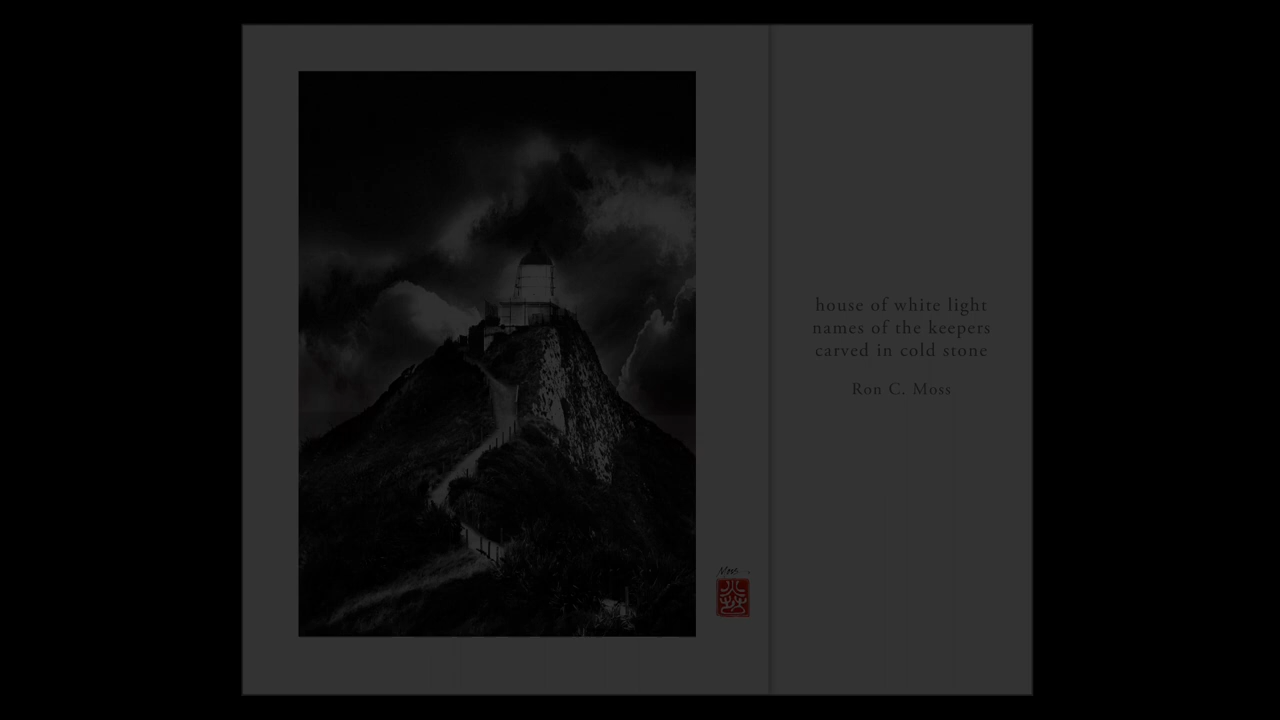 house of white light
names of the keepers
carved in cold stone
Ron C. Moss